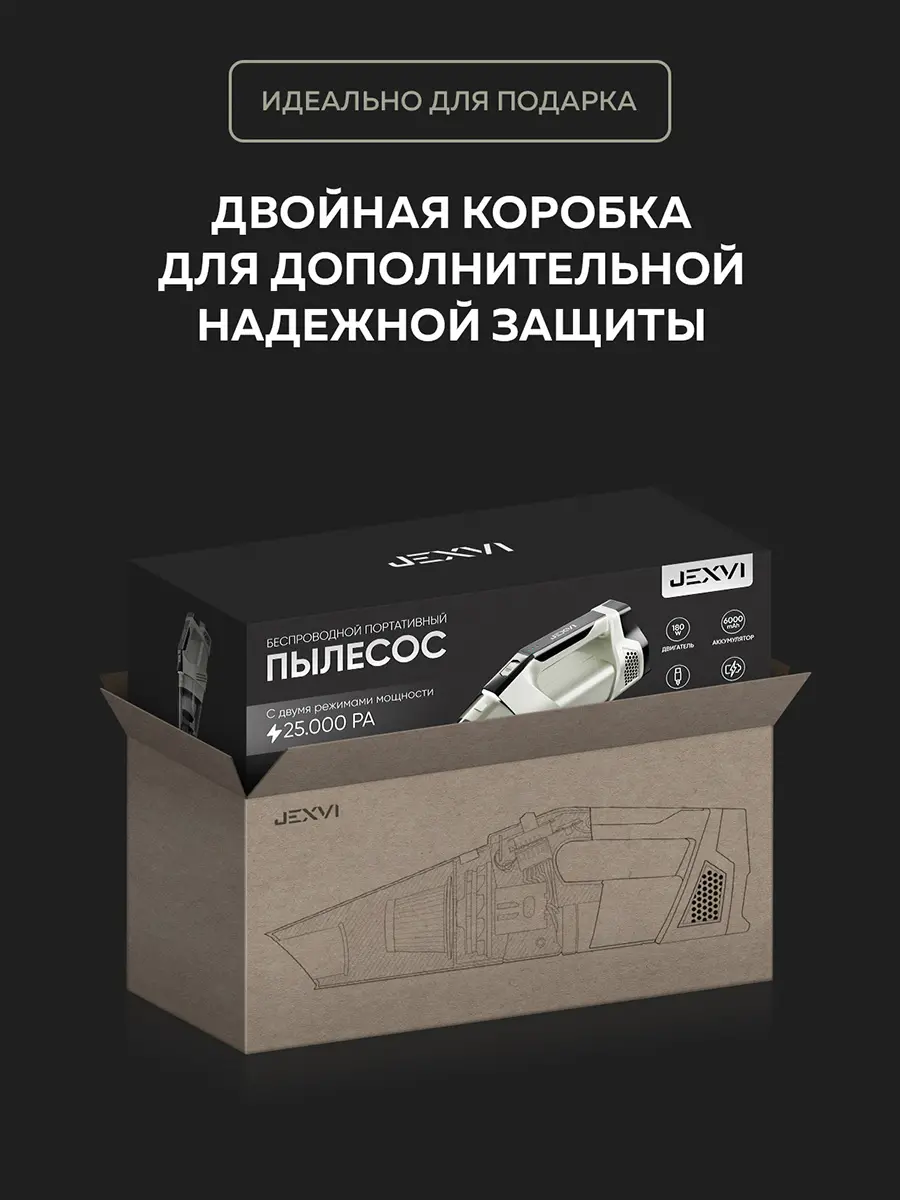 ИДЕАЛЬНО ДЛЯ ПОДАРКА
ДВОЙНАЯ КОРОБКА
ДЛЯ ДОПОЛНИТЕЛЬНОЙ
НАДЕЖНОЙ ЗАЩИТЫ
JEXVI
JEXVI
БЕСПРОВОДНОЙ ПОРТАТИВНЫЙ
ПЫЛЕСОС
С двумя режимами мощности
25.000 PA
JEXVI
180 W
ДВИГАТЕЛЬ
6000 mAh
АККУМУЛЯТОР
JEXVI